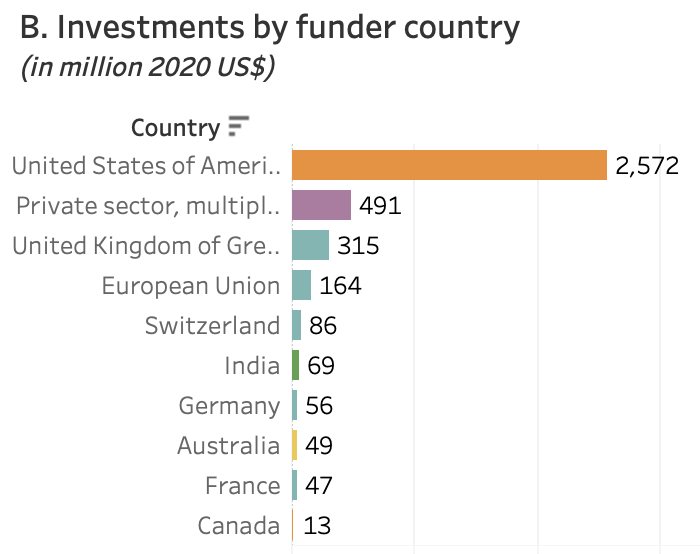 B. Investments by funder country
(in million 2020 US$)
Country
United States of Ameri.. 2,572
Private sector, multipl.. 491
United Kingdom of Gre.. 315
European Union 164
Switzerland 86
India 69
Germany 56
Australia 49
France 47
Canada 13